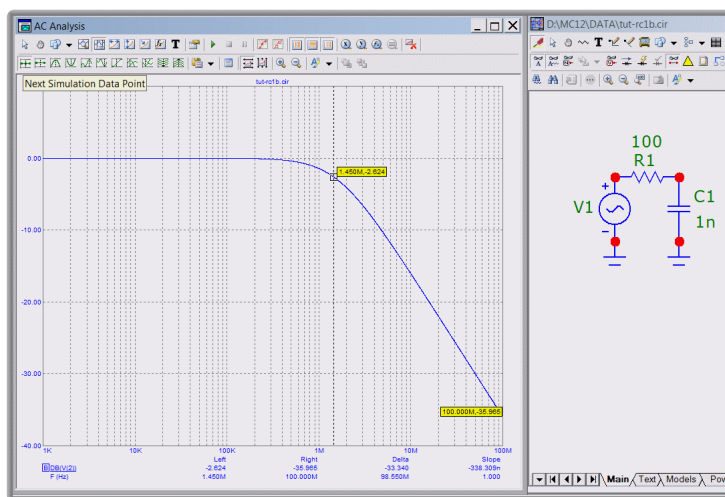 AC Analysis
Next Simulation Data Point
tut-rc1b.cir
0.00
-10.00
-20.00
-30.00
-40.00
1.450M,-2.624
100.000M,-35.965
1K 10K 100K 1M 10M 100M
Left Right Delta Slope
DB(V(2)) -2.624 -35.965 -33.340 -338.309n
F (Hz) 1.450M 100.000M 98.550M 1.000
D:\MC12\DATA\tut-rc1b.cir
100
R1
V1
+
-
C1
1n
Main Text Models Pow